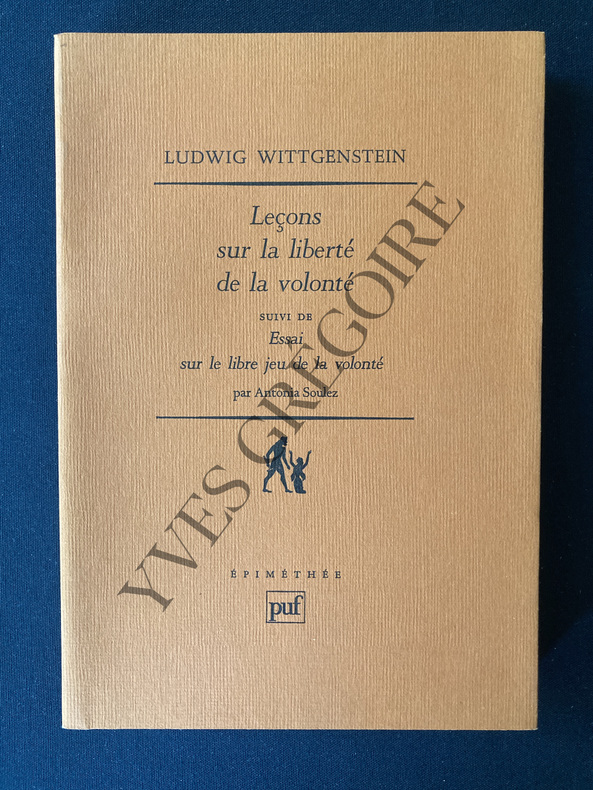 LUDWIG WITTGENSTEIN
Leçons
sur la liberté
de la volonté
SUIVI DE
Essai
sur le libre jeu de la volonté
par Antonia Soulez
YVES GRÉGOIRE
ÉPIMÉTHÉE
puf